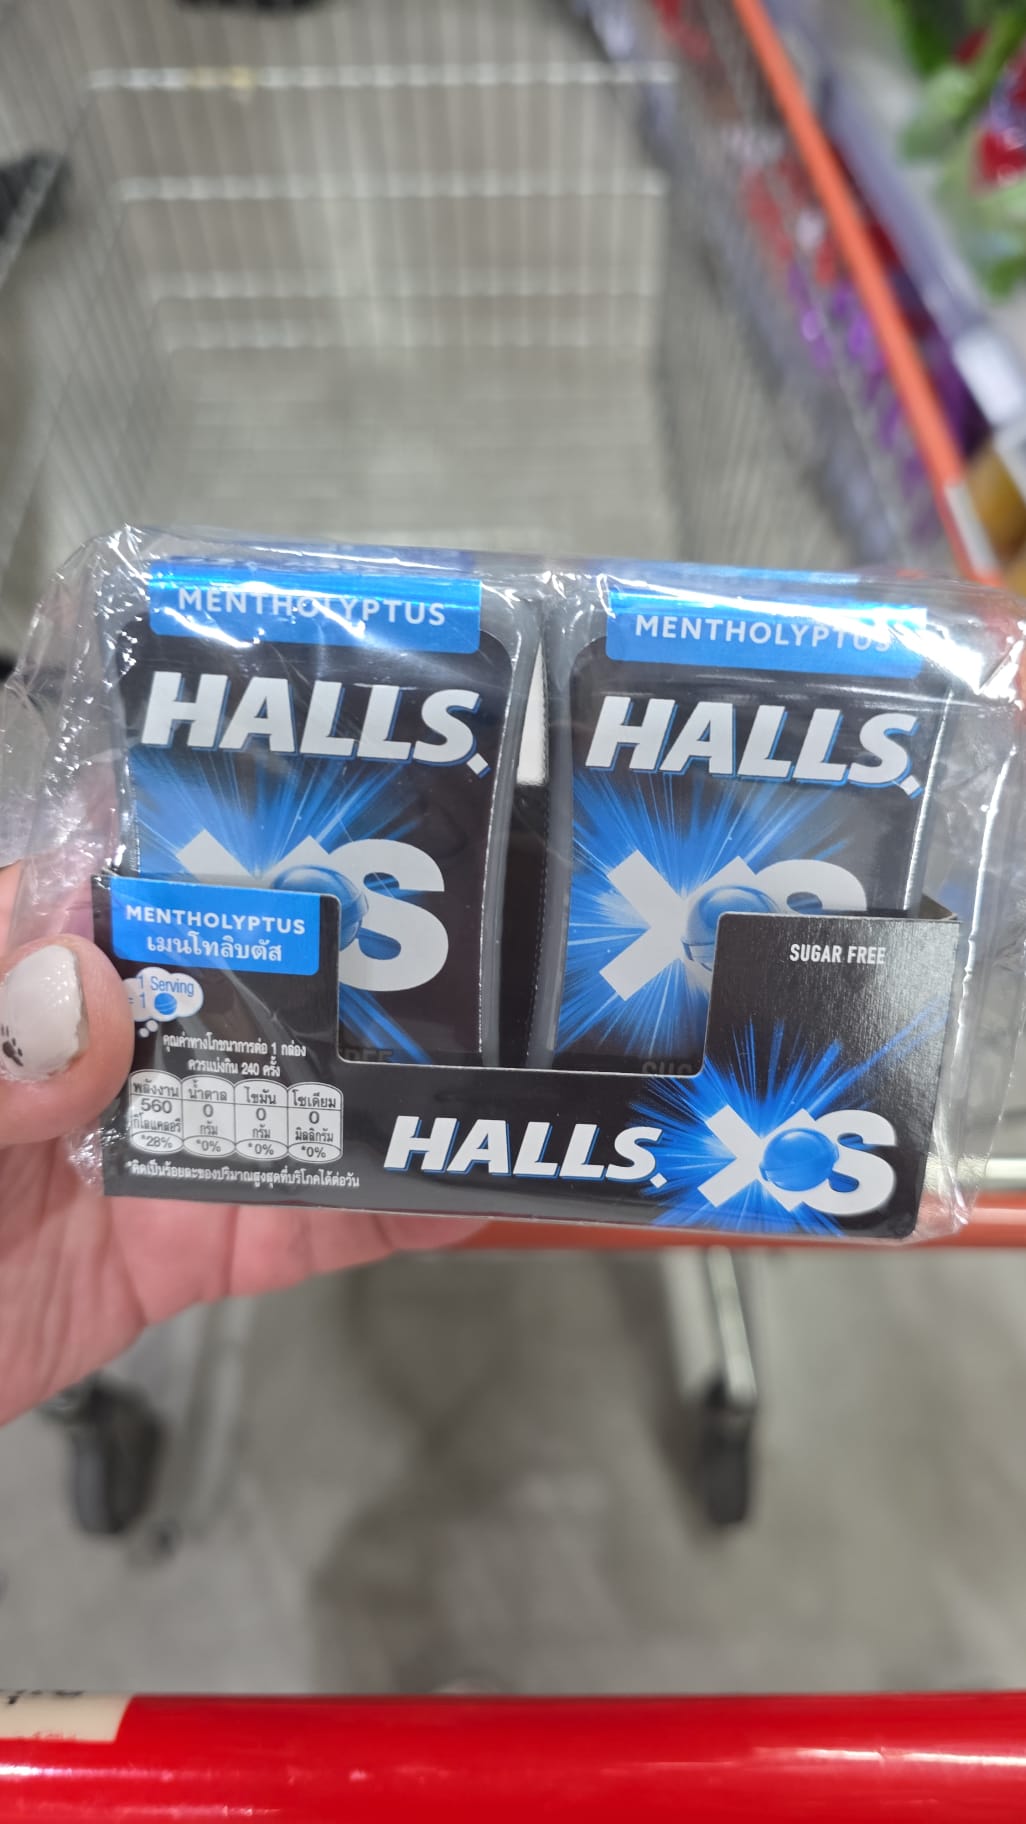 MENTHOLYPTUS
HALLS
XS
MENTHOLYPTUS
HALLS
XS
MENTHOLYPTUS
เมนโทลิบตัส
1 Serving
= 1
คุณค่าทางโภชนาการต่อ 1 กล่อง
ควรแบ่งกิน 240 ครั้ง
พลังงาน น้ำตาล ไขมัน โซเดียม
560 0 0 0
กิโลแคลอรี กรัม กรัม มิลลิกรัม
*28% *0% *0% *0%
*คิดเป็นร้อยละของปริมาณสูงสุดที่บริโภคได้ต่อวัน
SUGAR FREE
HALLS XS